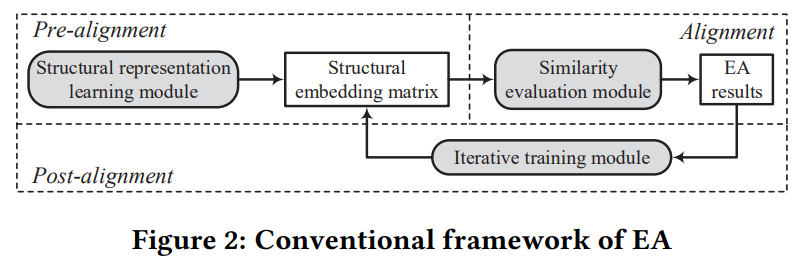 Pre-alignment
Alignment
Structural representation
learning module
Structural
embedding matrix
Similarity
evaluation module
EA
results
Iterative training module
Post-alignment
Figure 2: Conventional framework of EA